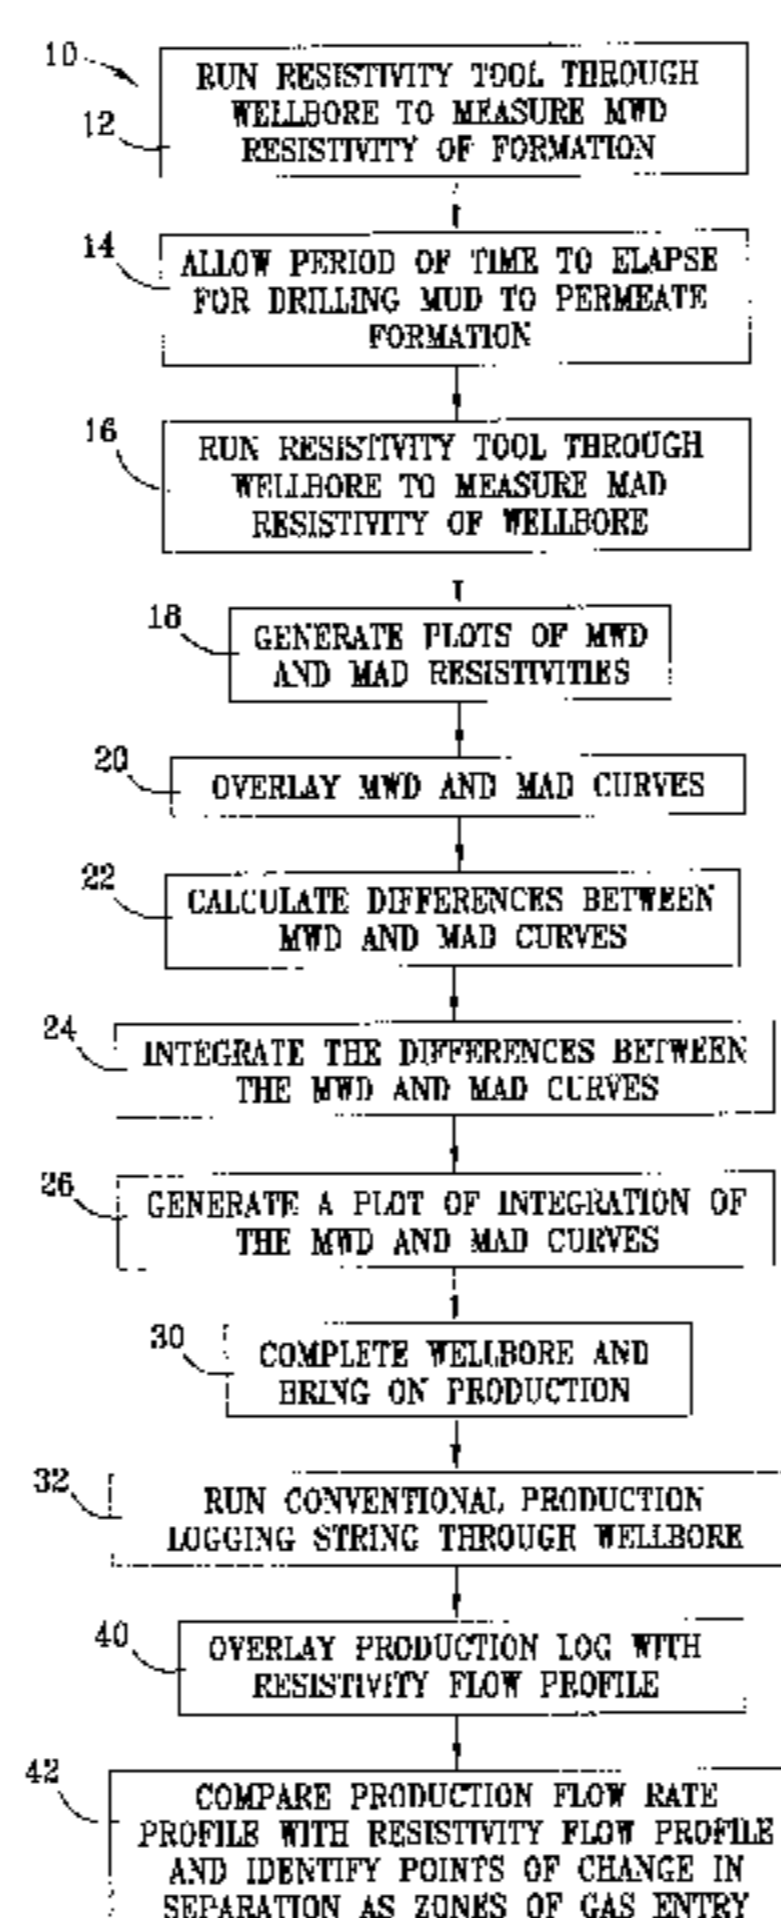 10
12
RUN RESISTIVITY TOOL THROUGH
WELLBORE TO MEASURE MWD
RESISTIVITY OF FORMATION
14
ALLOW PERIOD OF TIME TO ELAPSE
FOR DRILLING MUD TO PERMEATE
FORMATION
16
RUN RESISTIVITY TOOL THROUGH
WELLBORE TO MEASURE MAD
RESISTIVITY OF WELLBORE
18
GENERATE PLOTS OF MWD
AND MAD RESISTIVITIES
20
OVERLAY MWD AND MAD CURVES
22
CALCULATE DIFFERENCES BETWEEN
MWD AND MAD CURVES
24
INTEGRATE THE DIFFERENCES BETWEEN
THE MWD AND MAD CURVES
26
GENERATE A PLOT OF INTEGRATION OF
THE MWD AND MAD CURVES
30
COMPLETE WELLBORE AND
BRING ON PRODUCTION
32
RUN CONVENTIONAL PRODUCTION
LOGGING STRING THROUGH WELLBORE
40
OVERLAY PRODUCTION LOG WITH
RESISTIVITY FLOW PROFILE
42
COMPARE PRODUCTION FLOW RATE
PROFILE WITH RESISTIVITY FLOW PROFILE
AND IDENTIFY POINTS OF CHANGE IN
SEPARATION AS ZONES OF GAS ENTRY